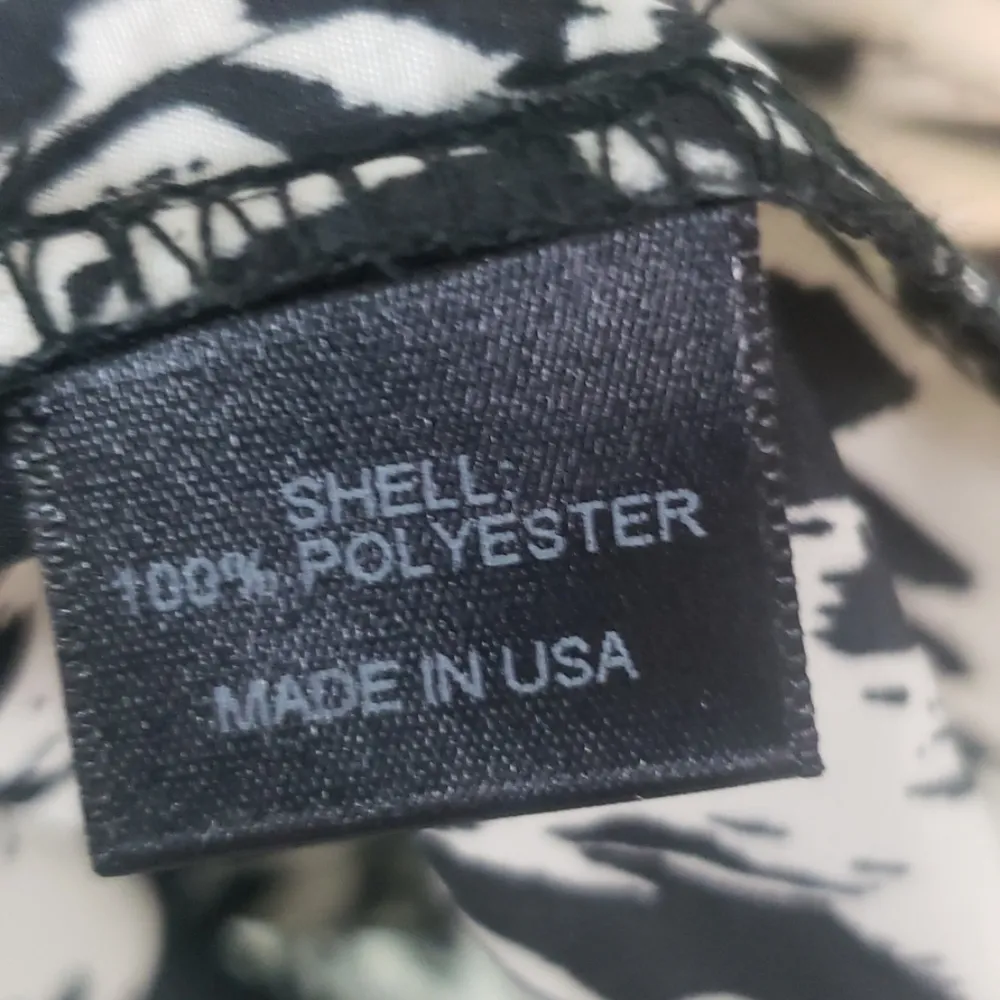 SHELL:
100% POLYESTER
MADE IN USA